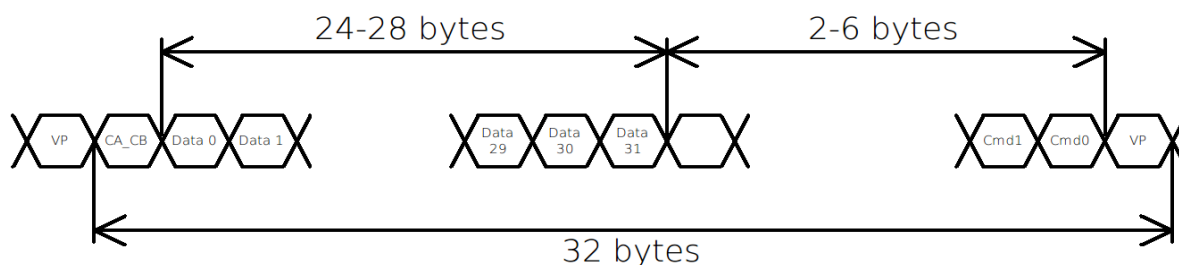 24-28 bytes
2-6 bytes
VP
CA_CB
Data 0
Data 1
Data
29
Data
30
Data
31
Cmd1
Cmd0
VP
32 bytes